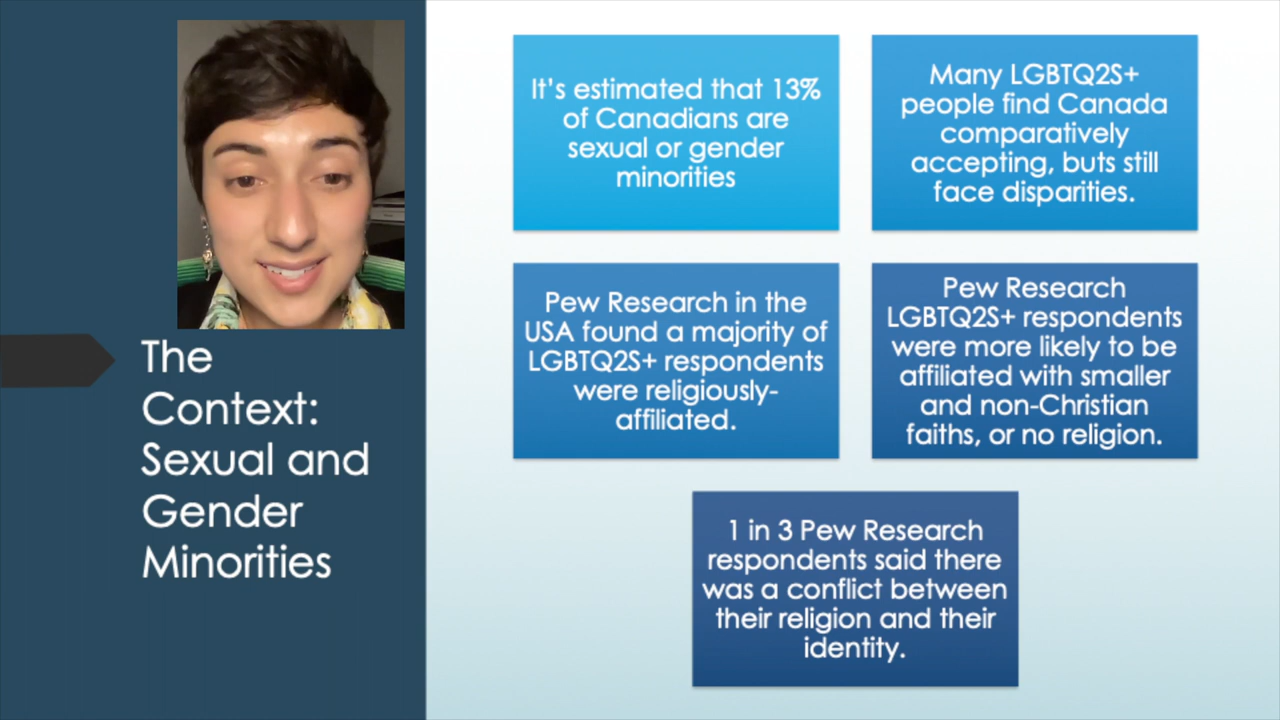 The
Context:
Sexual and
Gender
Minorities
It’s estimated that 13%
of Canadians are
sexual or gender
minorities
Many LGBTQ2S+
people find Canada
comparatively
accepting, buts still
face disparities.
Pew Research in the
USA found a majority of
LGBTQ2S+ respondents
were religiously-
affiliated.
Pew Research
LGBTQ2S+ respondents
were more likely to be
affiliated with smaller
and non-Christian
faiths, or no religion.
1 in 3 Pew Research
respondents said there
was a conflict between
their religion and their
identity.